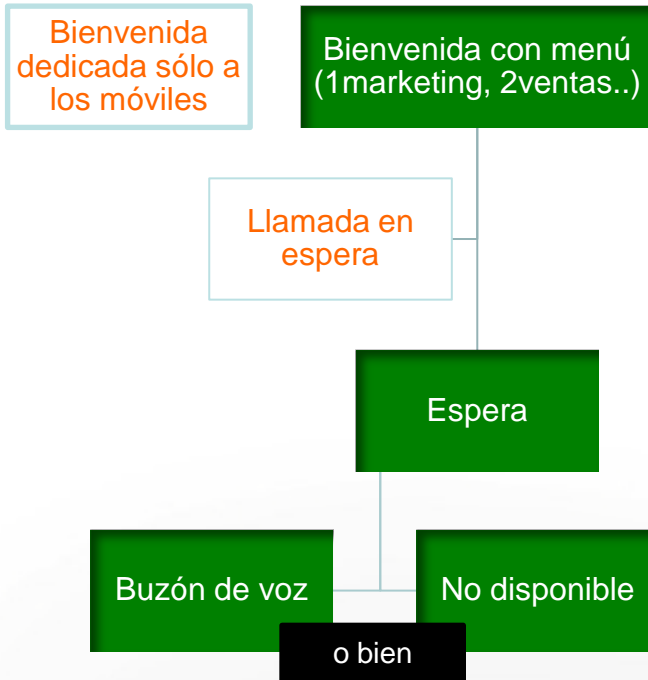 Bienvenida
dedicada sólo a
los móviles
Bienvenida con menú
(1marketing, 2ventas..)
Llamada en
espera
Espera
Buzón de voz
No disponible
o bien